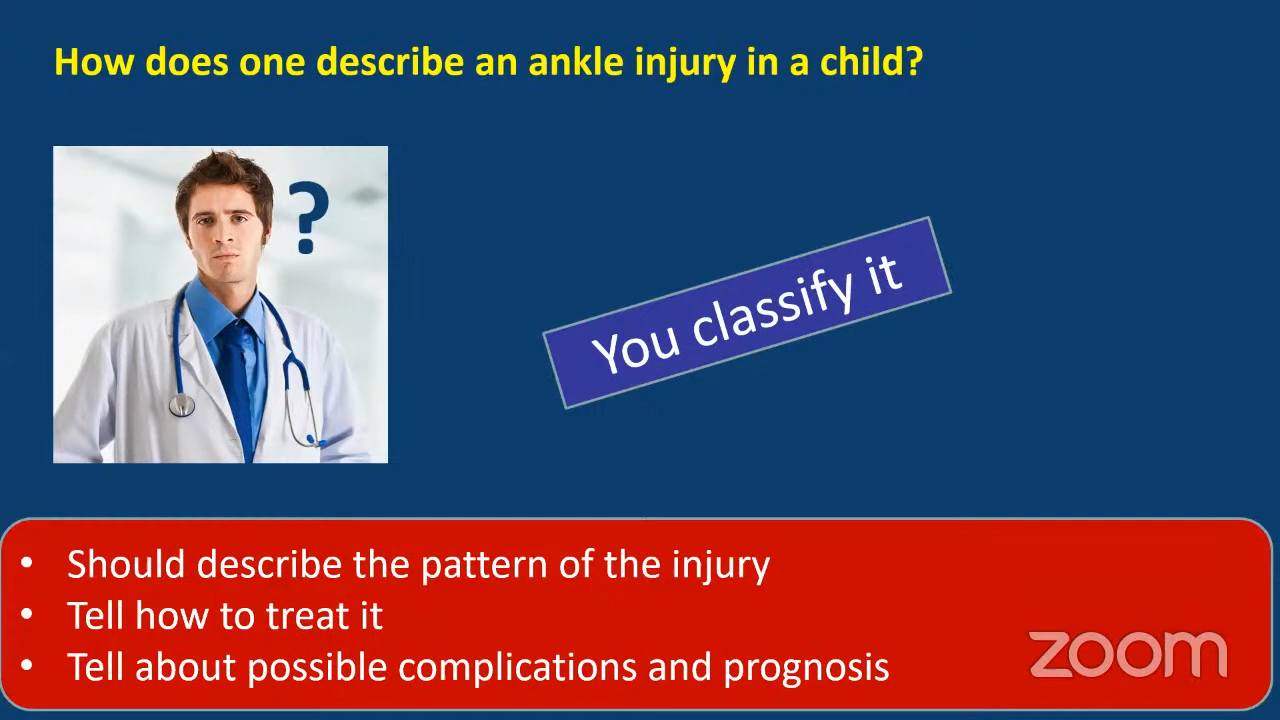 How does one describe an ankle injury in a child?
?
You classify it
• Should describe the pattern of the injury
• Tell how to treat it
• Tell about possible complications and prognosis
zoom